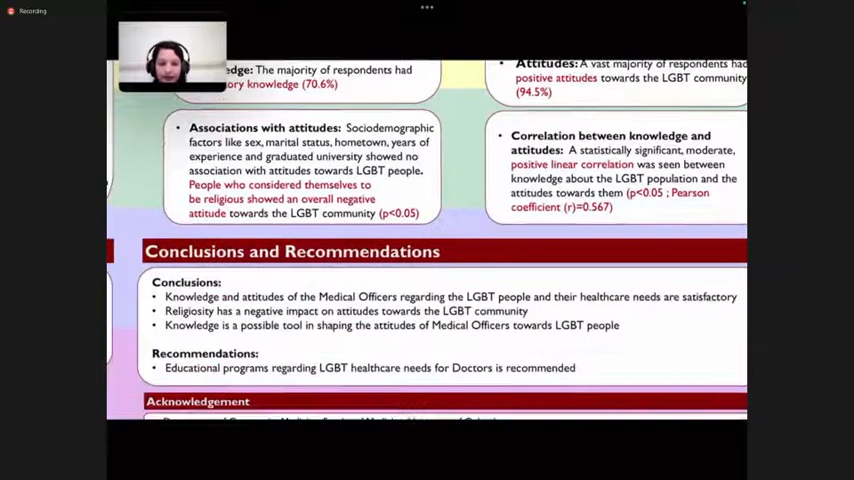 Recording
The majority of respondents had
knowledge (70.6%)
• Attitudes: A vast majority of respondents had
positive attitudes towards the LGBT community
(94.5%)
• Associations with attitudes: Sociodemographic
factors like sex, marital status, hometown, years of
experience and graduated university showed no
association with attitudes towards LGBT people.
People who considered themselves to
be religious showed an overall negative
attitude towards the LGBT community (p<0.05)
• Correlation between knowledge and
attitudes: A statistically significant, moderate,
positive linear correlation was seen between
knowledge about the LGBT population and the
attitudes towards them (p<0.05 ; Pearson
coefficient (r)=0.567)
Conclusions and Recommendations
Conclusions:
• Knowledge and attitudes of the Medical Officers regarding the LGBT people and their healthcare needs are satisfactory
• Religiosity has a negative impact on attitudes towards the LGBT community
• Knowledge is a possible tool in shaping the attitudes of Medical Officers towards LGBT people
Recommendations:
• Educational programs regarding LGBT healthcare needs for Doctors is recommended
Acknowledgement